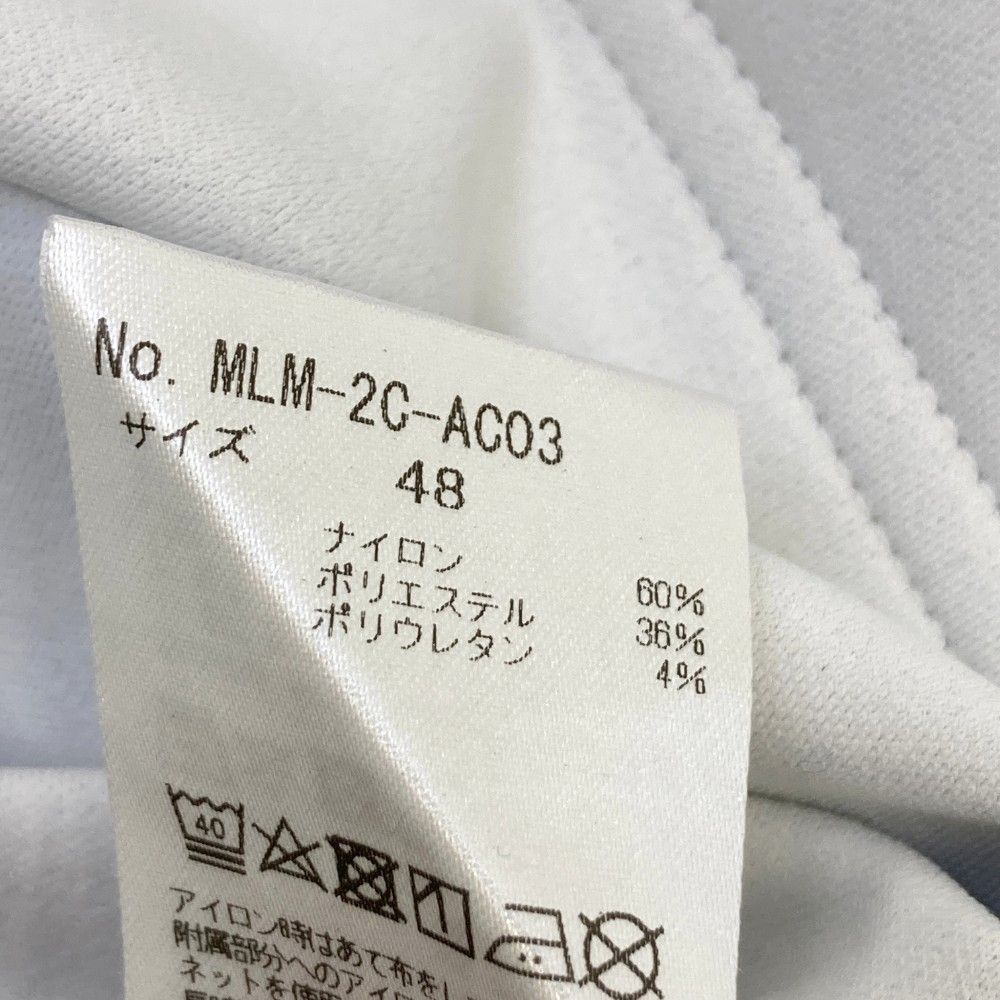 No. MLM-2C-AC03
サイズ 48
ナイロン 60%
ポリエステル 36%
ポリウレタン 4%
40
アイロン時はあて布を
附属部分へのアイ
ネットを使用